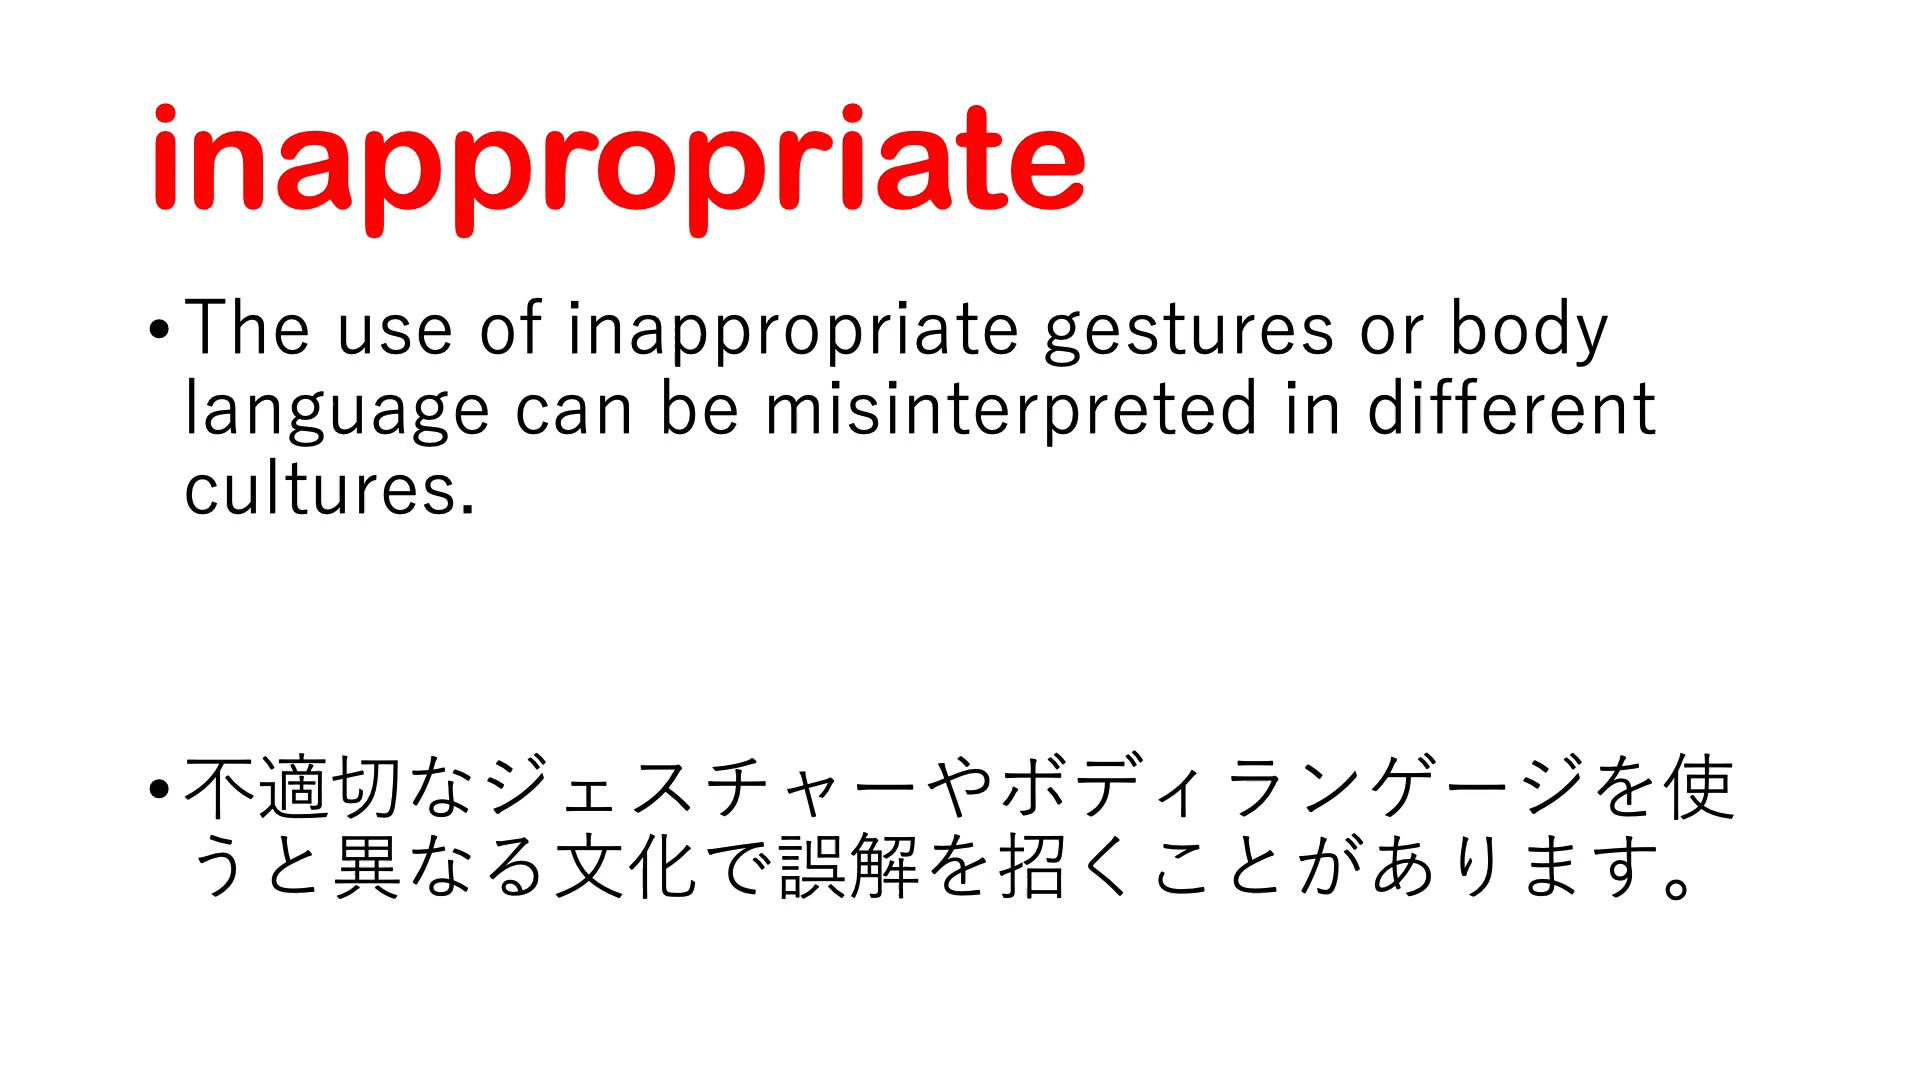 inappropriate
• The use of inappropriate gestures or body
language can be misinterpreted in different
cultures.
• 不適切なジェスチャーやボディランゲージを使
うと異なる文化で誤解を招くことがあります。